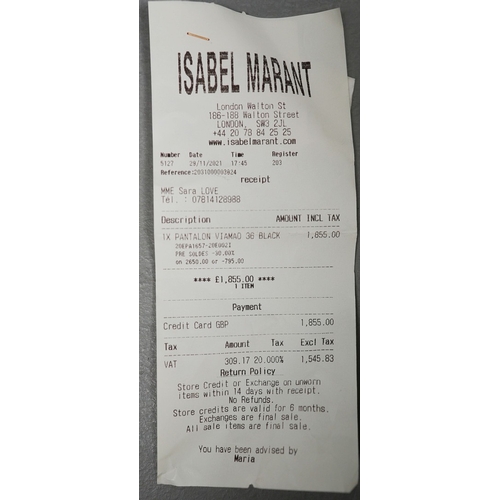 ISABEL MARANT
London Walton St
186-188 Walton Street
LONDON, SW3 2JL
+44 20 78 84 25 25
www.isabelmarant.com
Number Date Time Register
5127 29/11/2021 17:45 203
Reference:2031000003824
receipt
MME Sara LOVE
Tél. : 07814128988
Description AMOUNT INCL TAX
1X PANTALON VIAMAO 36 BLACK 1,855.00
PRE SOLDES -30.00%
on 2650.00 or -795.00
**** £1,855.00 ****
1 ITEM
Payment
Credit Card GBP 1,855.00
Tax Amount Tax Excl Tax
VAT 309.17 20.000% 1,545.83
Return Policy
Store Credit or Exchange on unworn
items within 14 days with receipt.
No Refunds.
Store credits are valid for 6 months.
Exchanges are final sale.
All sale items are final sale.
You have been advised by
Maria